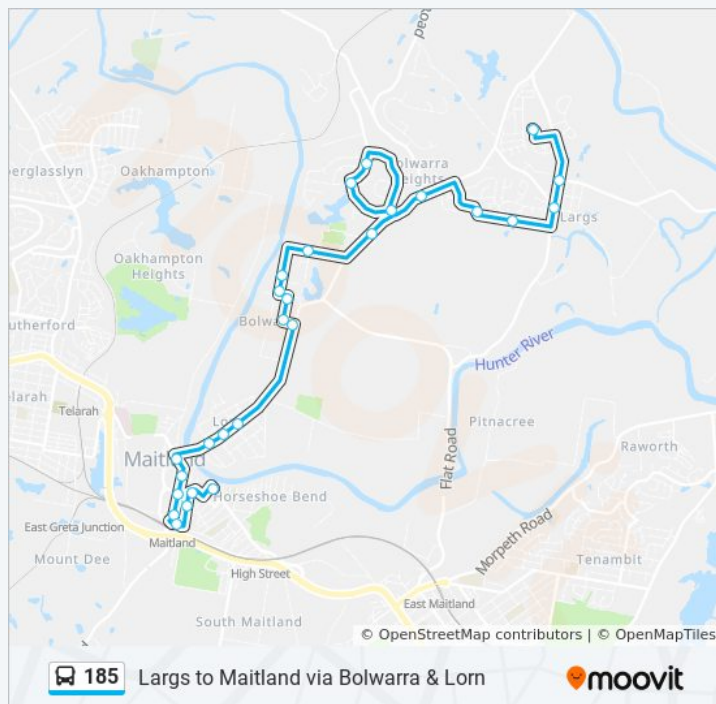 Road
Bolwarra
Heights
Oakhampton
Largs
Oakhampton
Heights
Hunter River
Telarah
Pitnacree
Maitland
Flat Road
Raworth
Horseshoe Bend
East Greta Junction
Maitland
Morpeth Road
Mount Dee
High Street
Tenambit
East Maitland
South Maitland
© OpenStreetMap contributors | © OpenMapTiles
185 Largs to Maitland via Bolwarra & Lorn
moovit